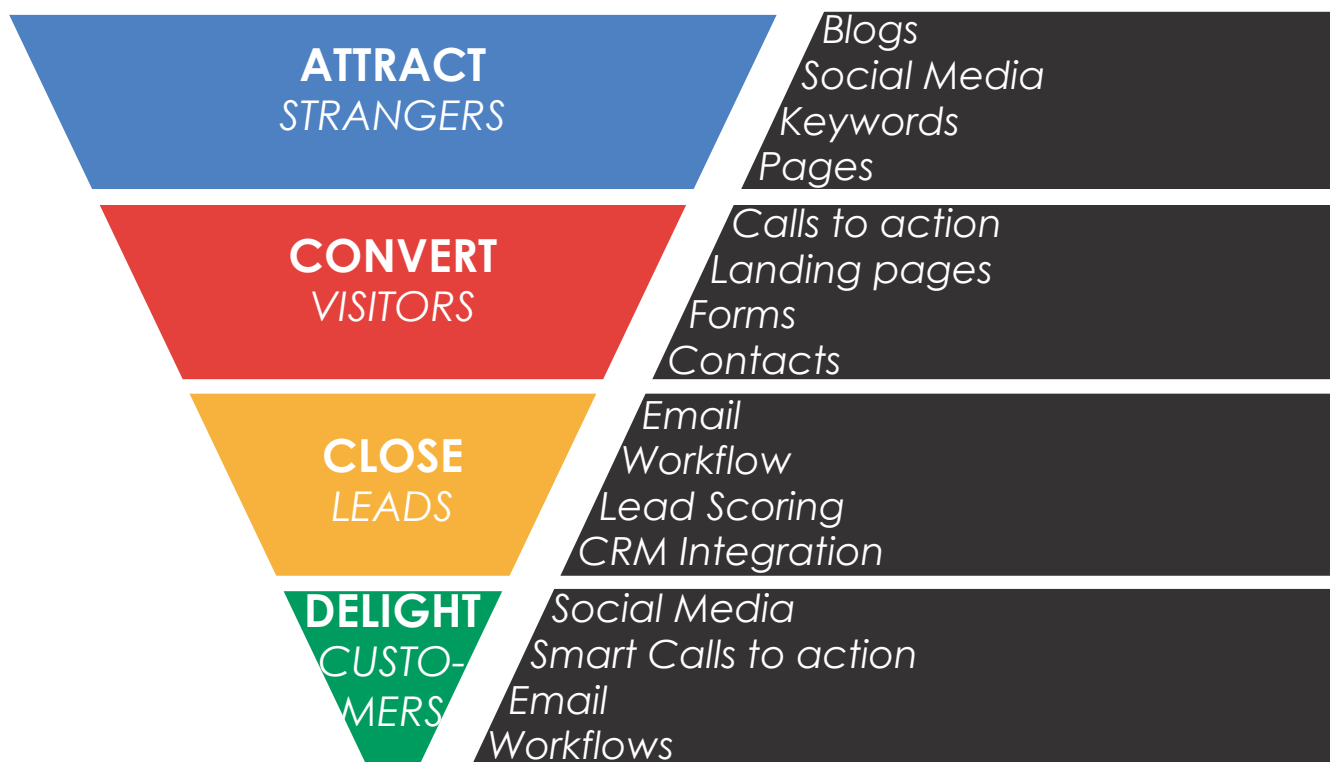 ATTRACT
STRANGERS
Blogs
Social Media
Keywords
Pages
CONVERT
VISITORS
Calls to action
Landing pages
Forms
Contacts
CLOSE
LEADS
Email
Workflow
Lead Scoring
CRM Integration
DELIGHT
CUSTO-
MERS
Social Media
Smart Calls to action
Email
Workflows